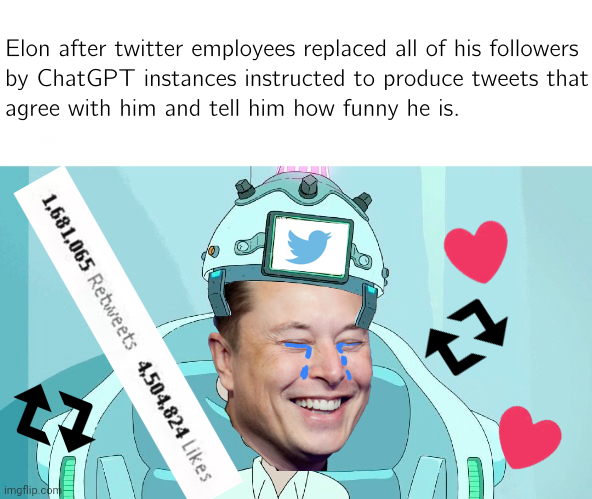 Elon after twitter employees replaced all of his followers
by ChatGPT instances instructed to produce tweets that
agree with him and tell him how funny he is.
1,681,065 Retweets 4,504,824 Likes
imgflip.com